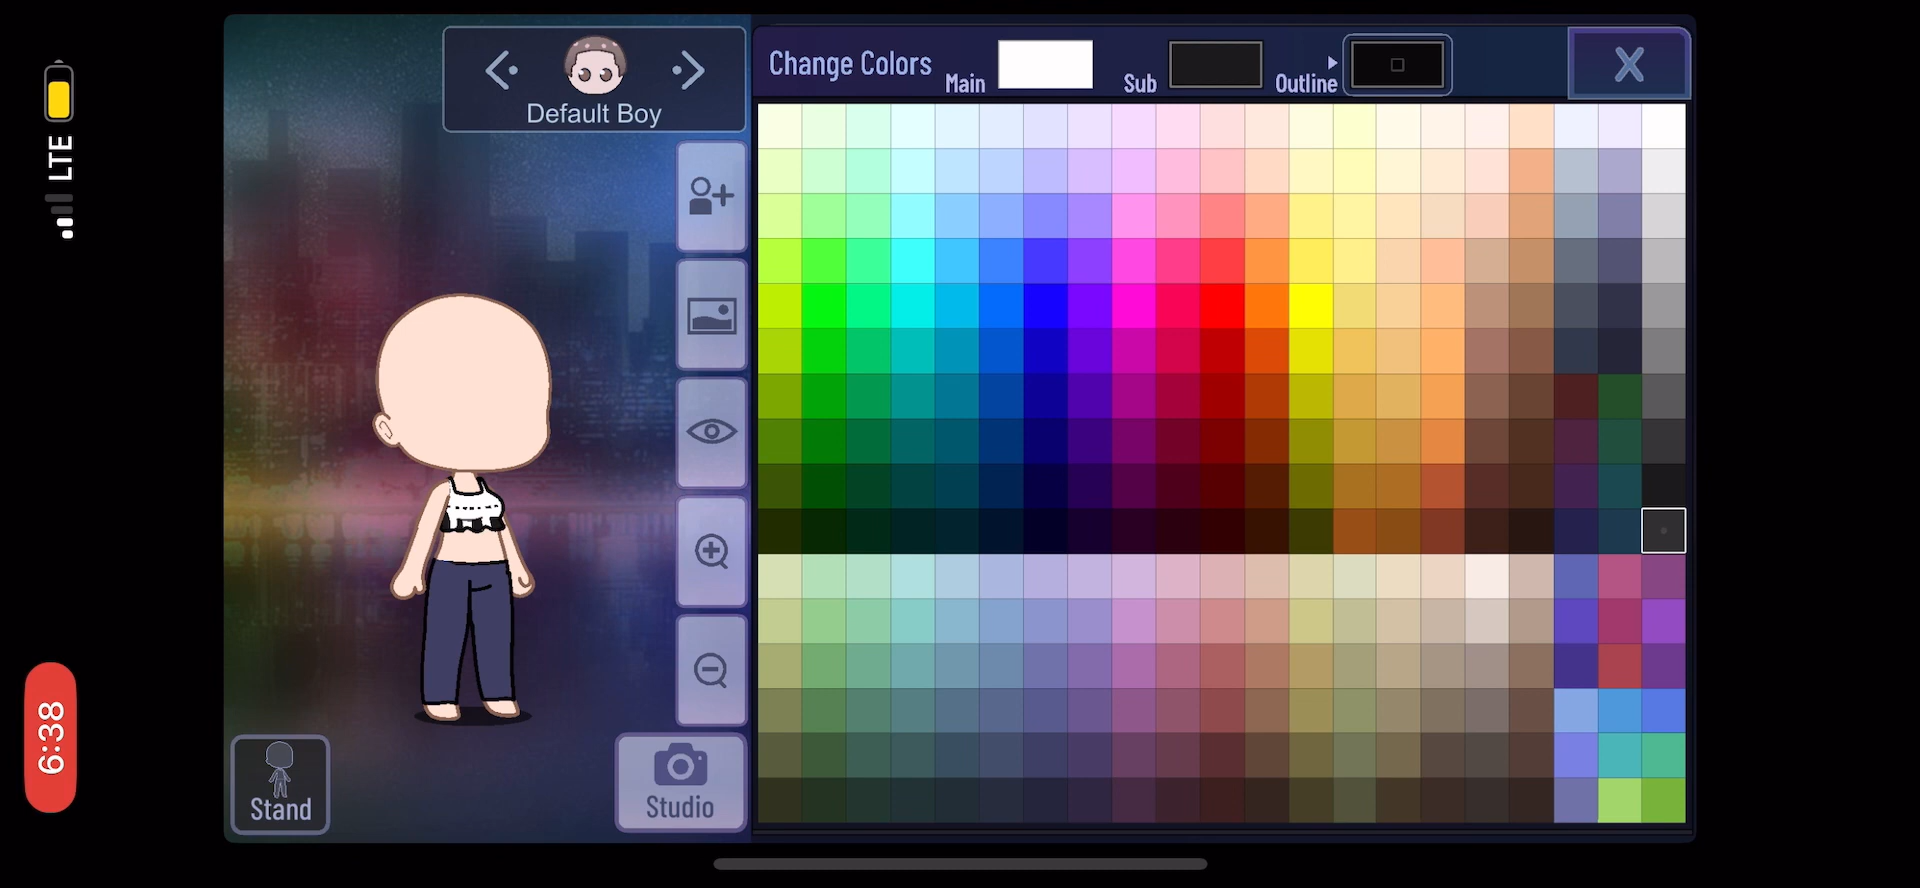 LTE
6:38
Default Boy
Change Colors
Main
Sub
Outline
X
Stand
Studio